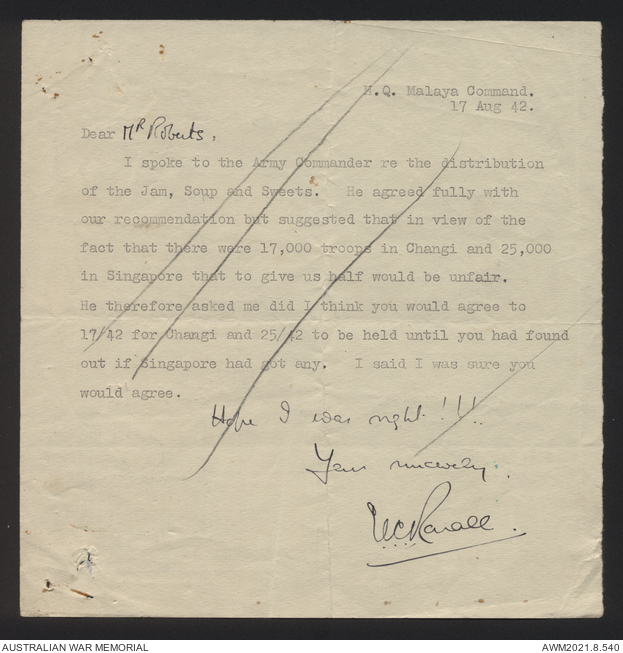 H.Q. Malaya Command.
17 Aug 42.
Dear Mr Roberts,
I spoke to the Army Commander re the distribution
of the Jam, Soup and Sweets. He agreed fully with
our recommendation but suggested that in view of the
fact that there were 17,000 troops in Changi and 25,000
in Singapore that to give us half would be unfair.
He therefore asked me did I think you would agree to
17/42 for Changi and 25/42 to be held until you had found
out if Singapore had got any. I said I was sure you
would agree.
Hope I was right!!!.
Yours sincerely.
AUSTRALIAN WAR MEMORIAL
AWM2021.8.540